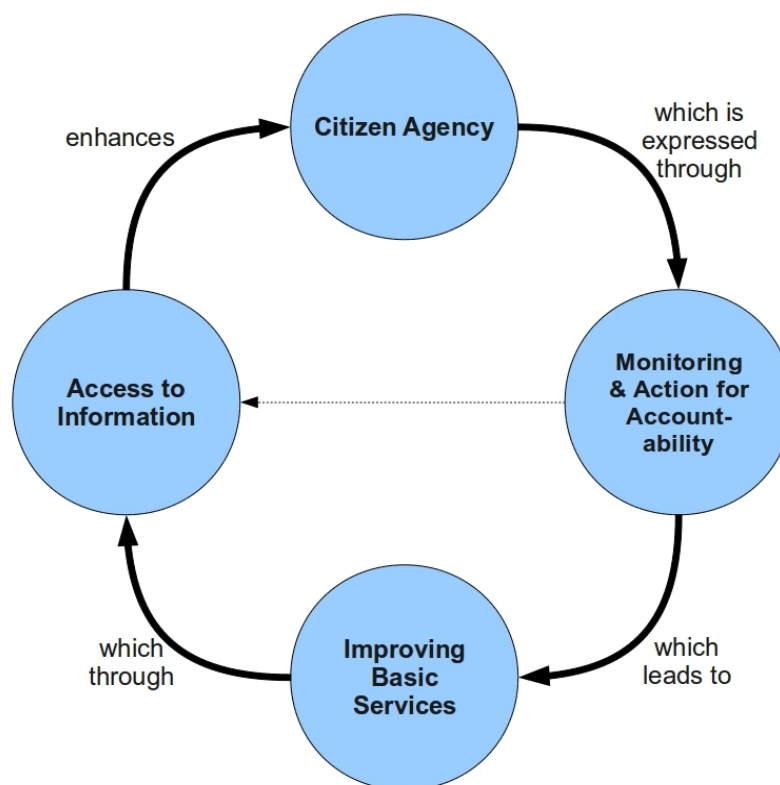 Citizen Agency
which is
expressed
through
Monitoring
& Action for
Account-
ability
which
leads to
Improving
Basic
Services
which
through
Access to
Information
enhances